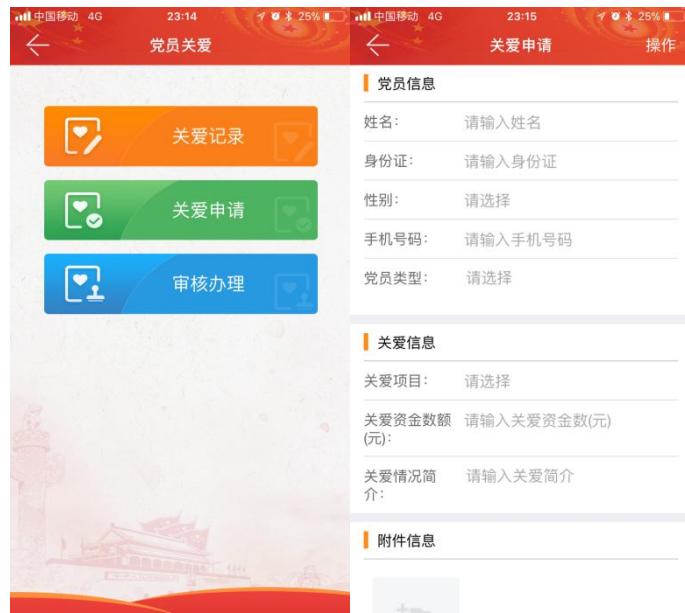 中国移动 4G 23:14 25%
党员关爱
关爱记录
关爱申请
审核办理
中国移动 4G 23:15 25%
关爱申请 操作
党员信息
姓名: 请输入姓名
身份证: 请输入身份证
性别: 请选择
手机号码: 请输入手机号码
党员类型: 请选择
关爱信息
关爱项目: 请选择
关爱资金数额 请输入关爱资金数(元)
(元):
关爱情况简 请输入关爱简介
介:
附件信息